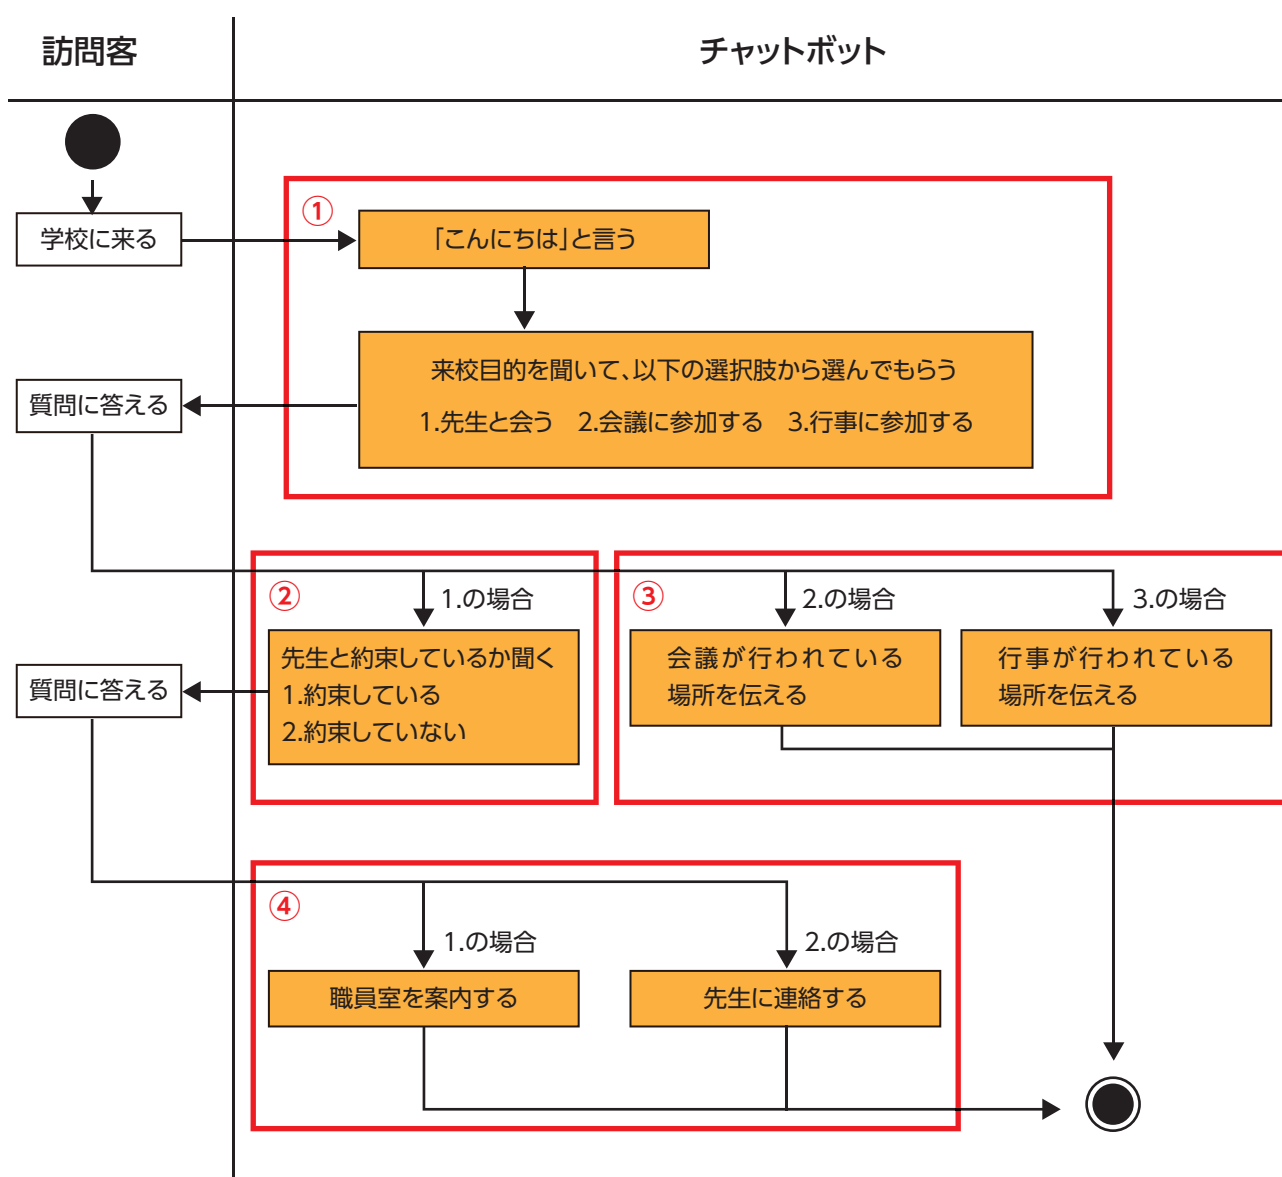 訪問客
チャットボット
①
学校に来る
「こんにちは」と言う
来校目的を聞いて、以下の選択肢から選んでもらう
1.先生と会う　2.会議に参加する　3.行事に参加する
質問に答える
②
1.の場合
③
2.の場合
3.の場合
先生と約束しているか聞く
1.約束している
2.約束していない
会議が行われている
場所を伝える
行事が行われている
場所を伝える
質問に答える
④
1.の場合
2.の場合
職員室を案内する
先生に連絡する